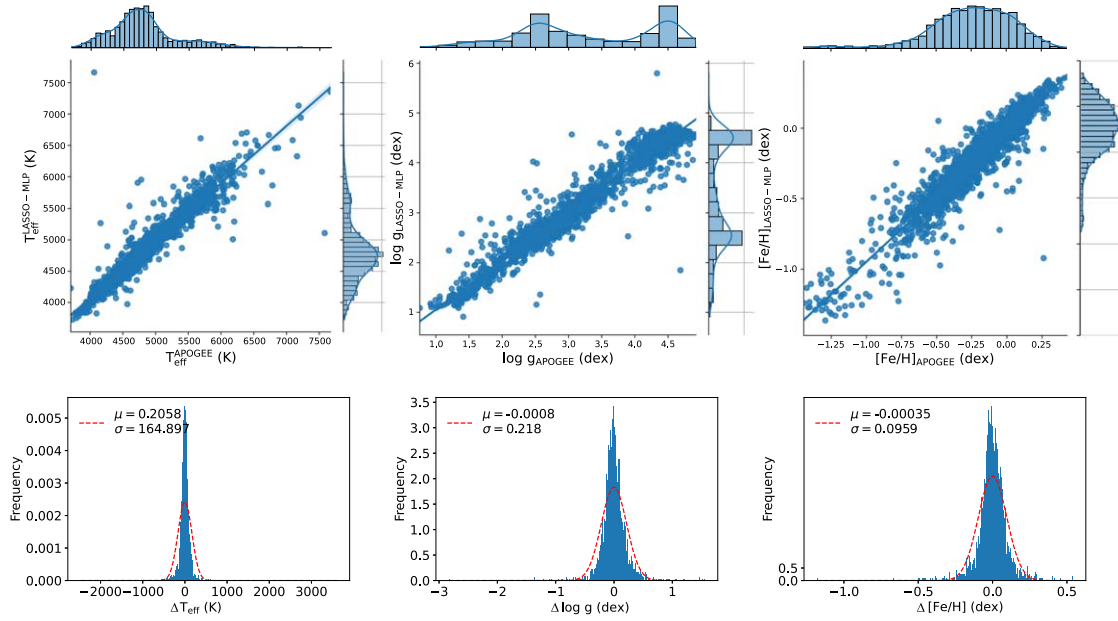 7500
7000
6500
6000
5500
5000
4500
4000
T_eff^LASSO−MLP (K)
4000 4500 5000 5500 6000 6500 7000 7500
T_eff^APOGEE (K)
6
5
4
3
2
1
log g_LASSO−MLP (dex)
1.0 1.5 2.0 2.5 3.0 3.5 4.0 4.5
log g_APOGEE (dex)
0.0
−0.5
−1.0
[Fe/H]_LASSO−MLP (dex)
−1.25 −1.00 −0.75 −0.50 −0.25 0.00 0.25
[Fe/H]_APOGEE (dex)
μ = 0.2058
σ = 164.897
0.005
0.004
0.003
0.002
0.001
0.000
Frequency
−2000 −1000 0 1000 2000 3000
ΔT_eff (K)
μ = -0.0008
σ = 0.218
3.5
3.0
2.5
2.0
1.5
1.0
0.5
0.0
Frequency
−3 −2 −1 0 1
Δ log g (dex)
μ = -0.00035
σ = 0.0959
0.5
0.0
Frequency
−1.0 −0.5 0.0 0.5
Δ [Fe/H] (dex)